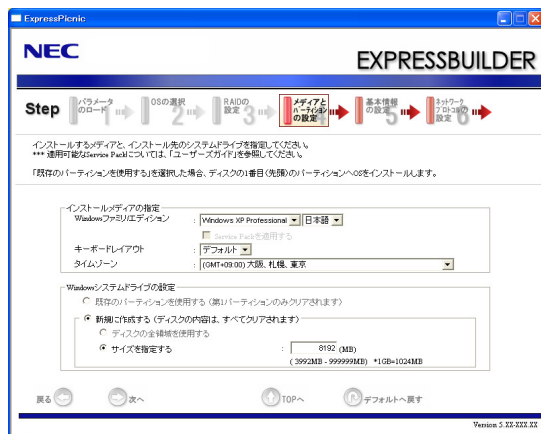 ExpressPicnic
NEC
EXPRESSBUILDER
Step
パラメータのロード 1
OSの選択 2
RAIDの設定 3
メディアとパーティションの設定 4
基本情報の設定 5
ネットワークプロトコルの設定 6
インストールするメディアと、インストール先のシステムドライブを指定してください。
*** 適用可能なService Packについては、「ユーザーズガイド」を参照してください。
「既存のパーティションを使用する」を選択した場合、ディスクの1番目(先頭)のパーティションへOSをインストールします。
インストールメディアの指定
Windowsファミリ/エディション : Windows XP Professional 日本語
Service Packを適用する
キーボードレイアウト : デフォルト
タイムゾーン : (GMT+09:00) 大阪、札幌、東京
Windowsシステムドライブの設定
既存のパーティションを使用する (第1パーティションのみクリアされます)
新規に作成する (ディスクの内容は、すべてクリアされます)
ディスクの全領域を使用する
サイズを指定する : 8192 (MB)
( 3992MB - 999999MB) *1GB=1024MB
戻る 次へ TOPへ デフォルトへ戻す
Version 5.XX-XXX.XX